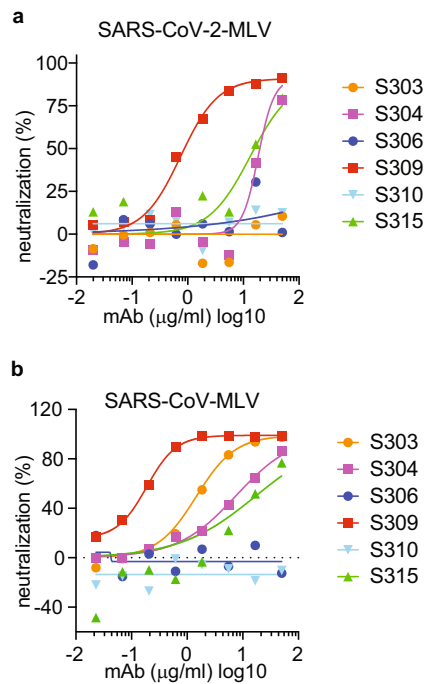 a
SARS-CoV-2-MLV
neutralization (%)
100
75
50
25
0
-25
-2
-1
0
1
2
mAb (µg/ml) log10
S303
S304
S306
S309
S310
S315
b
SARS-CoV-MLV
neutralization (%)
120
80
40
0
-40
-2
-1
0
1
2
mAb (µg/ml) log10
S303
S304
S306
S309
S310
S315